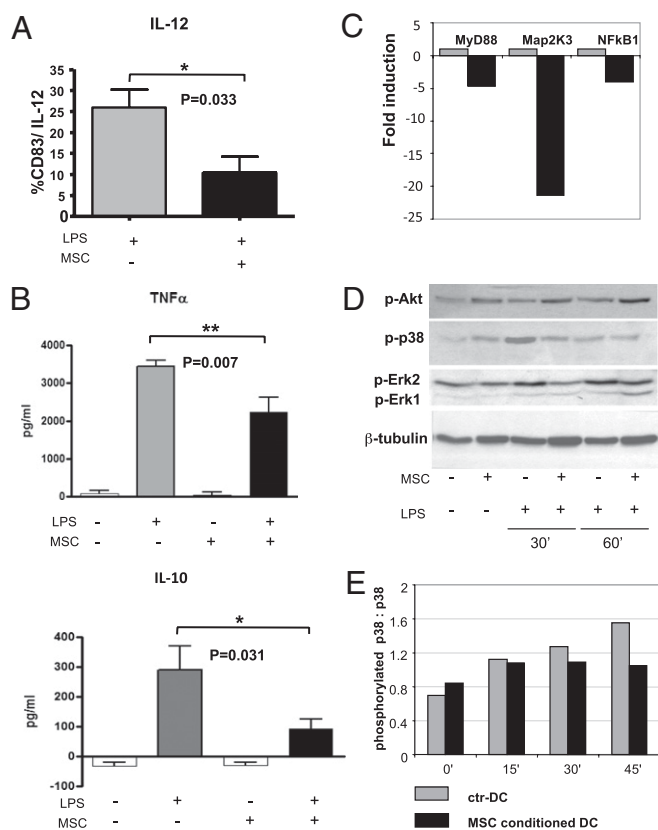 A
IL-12
%CD83/ IL-12
35
30
25
20
15
10
5
0
*
P=0.033
LPS + +
MSC - +
B
TNFα
pg/ml
4000
3000
2000
1000
0
**
P=0.007
LPS - + - +
MSC - - + +
IL-10
pg/ml
400
300
200
100
0
-100
*
P=0.031
LPS - + - +
MSC - - + +
C
MyD88 Map2K3 NFkB1
Fold induction
5
0
-5
-10
-15
-20
-25
D
p-Akt
p-p38
p-Erk2
p-Erk1
β-tubulin
MSC - + - + - +
LPS - - + + + +
30' 60'
E
phosphorylated p38 : p38
2
1.6
1.2
0.8
0.4
0
0' 15' 30' 45'
ctr-DC
MSC conditioned DC